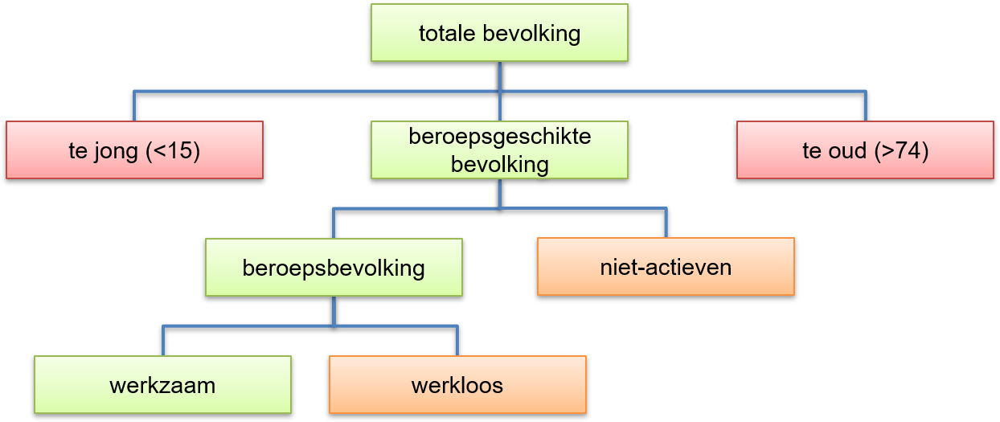 totale bevolking
te jong (<15)
beroepsgeschikte
bevolking
te oud (>74)
beroepsbevolking
niet-actieven
werkzaam
werkloos